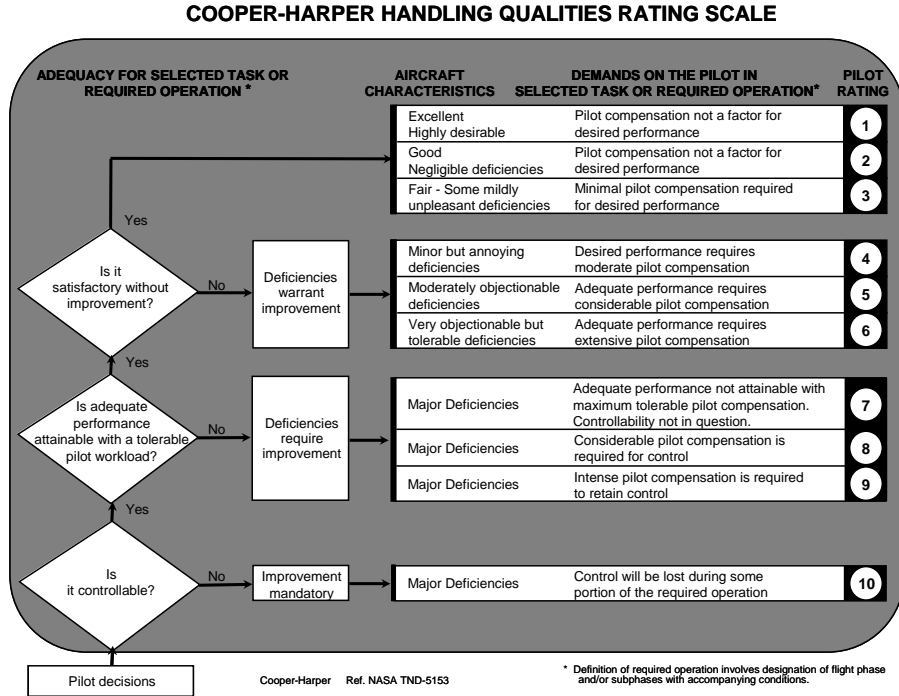 COOPER-HARPER HANDLING QUALITIES RATING SCALE
ADEQUACY FOR SELECTED TASK OR
REQUIRED OPERATION *
AIRCRAFT
CHARACTERISTICS
DEMANDS ON THE PILOT IN
SELECTED TASK OR REQUIRED OPERATION*
PILOT
RATING
Excellent
Highly desirable
Pilot compensation not a factor for
desired performance
1
Good
Negligible deficiencies
Pilot compensation not a factor for
desired performance
2
Fair - Some mildly
unpleasant deficiencies
Minimal pilot compensation required
for desired performance
3
Yes
Is it
satisfactory without
improvement?
No
Deficiencies
warrant
improvement
Minor but annoying
deficiencies
Desired performance requires
moderate pilot compensation
4
Moderately objectionable
deficiencies
Adequate performance requires
considerable pilot compensation
5
Very objectionable but
tolerable deficiencies
Adequate performance requires
extensive pilot compensation
6
Yes
Is adequate
performance
attainable with a tolerable
pilot workload?
No
Deficiencies
require
improvement
Major Deficiencies
Adequate performance not attainable with
maximum tolerable pilot compensation.
Controllability not in question.
7
Major Deficiencies
Considerable pilot compensation is
required for control
8
Major Deficiencies
Intense pilot compensation is required
to retain control
9
Yes
Is
it controllable?
No
Improvement
mandatory
Major Deficiencies
Control will be lost during some
portion of the required operation
10
Pilot decisions
Cooper-Harper Ref. NASA TND-5153
* Definition of required operation involves designation of flight phase
and/or subphases with accompanying conditions.